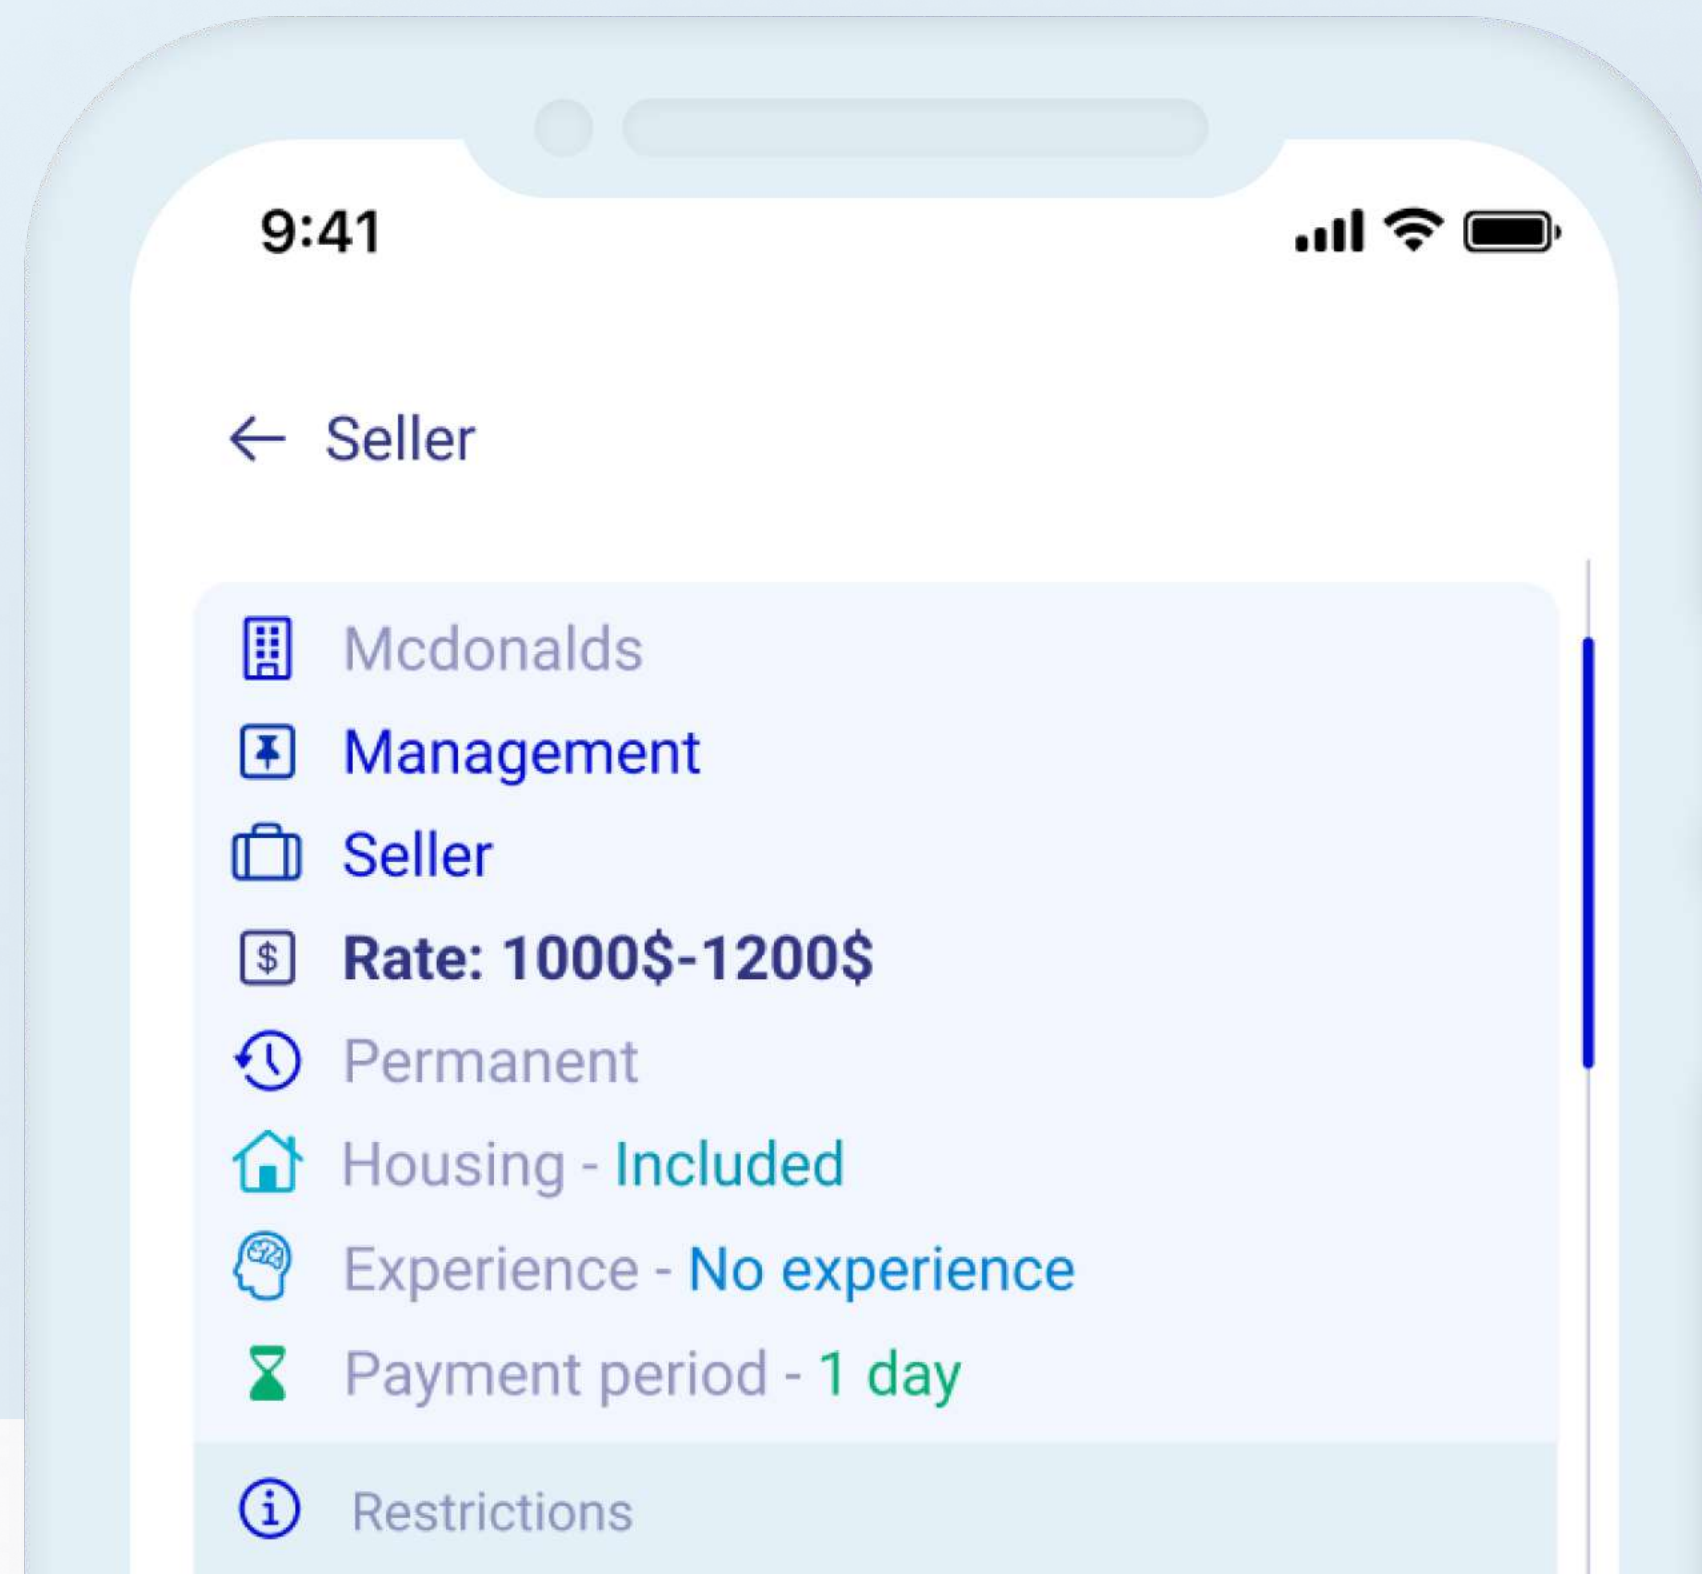 9:41
Seller
Mcdonalds
Management
Seller
Rate: 1000$-1200$
Permanent
Housing - Included
Experience - No experience
Payment period - 1 day
Restrictions